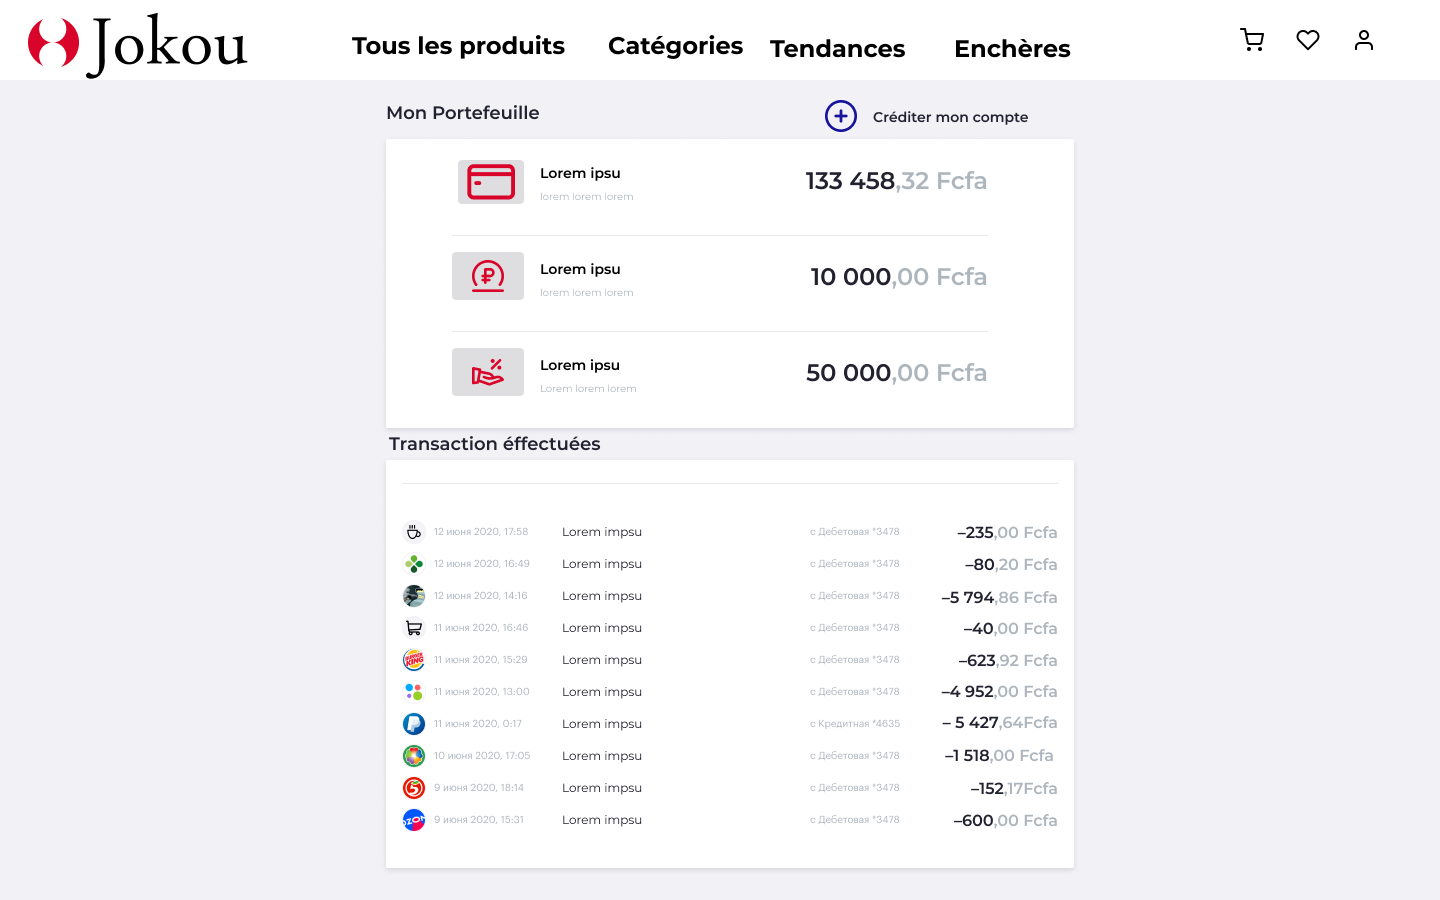 Jokou
Tous les produits Catégories Tendances Enchères
Mon Portefeuille
Créditer mon compte
Lorem ipsu
lorem lorem lorem
133 458,32 Fcfa
Lorem ipsu
lorem lorem lorem
10 000,00 Fcfa
Lorem ipsu
Lorem lorem lorem
50 000,00 Fcfa
Transaction éffectuées
12 июня 2020, 17:58 Lorem impsu с Дебетовая *3478 –235,00 Fcfa
12 июня 2020, 16:49 Lorem impsu с Дебетовая *3478 –80,20 Fcfa
12 июня 2020, 14:16 Lorem impsu с Дебетовая *3478 –5 794,86 Fcfa
11 июня 2020, 16:46 Lorem impsu с Дебетовая *3478 –40,00 Fcfa
BURGER KING 11 июня 2020, 15:29 Lorem impsu с Дебетовая *3478 –623,92 Fcfa
11 июня 2020, 13:00 Lorem impsu с Дебетовая *3478 –4 952,00 Fcfa
11 июня 2020, 0:17 Lorem impsu с Кредитная *4635 – 5 427,64Fcfa
10 июня 2020, 17:05 Lorem impsu с Дебетовая *3478 –1 518,00 Fcfa
5 9 июня 2020, 18:14 Lorem impsu с Дебетовая *3478 –152,17Fcfa
OZON 9 июня 2020, 15:31 Lorem impsu с Дебетовая *3478 –600,00 Fcfa